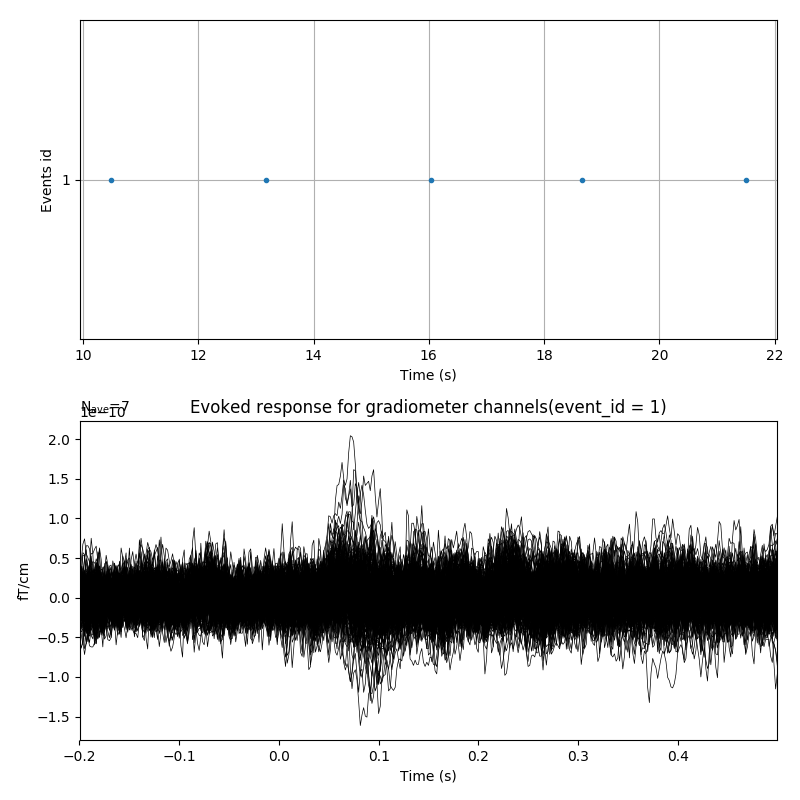 Events id
1
10 12 14 16 18 20 22
Time (s)
Nave=7
1e−10
Evoked response for gradiometer channels(event_id = 1)
fT/cm
2.0
1.5
1.0
0.5
0.0
−0.5
−1.0
−1.5
−0.2 −0.1 0.0 0.1 0.2 0.3 0.4
Time (s)